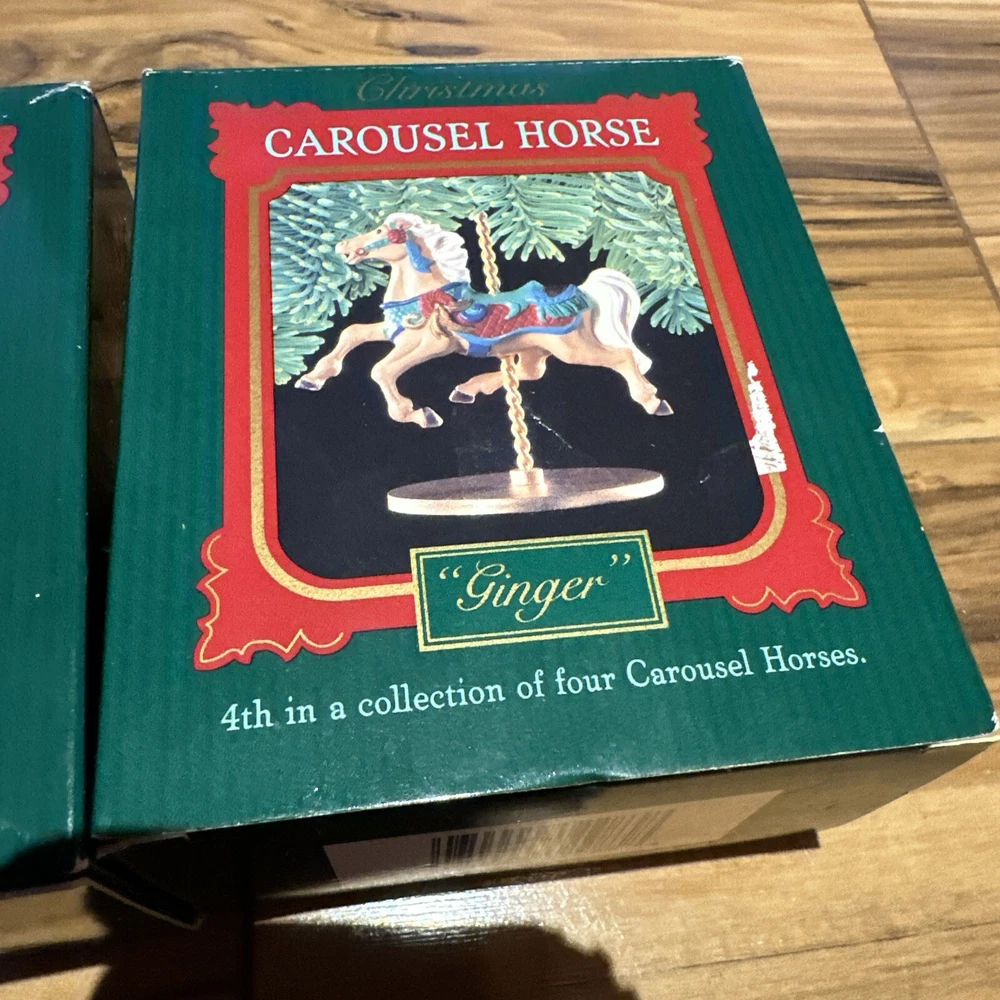 Christmas
CAROUSEL HORSE
“Ginger”
4th in a collection of four Carousel Horses.